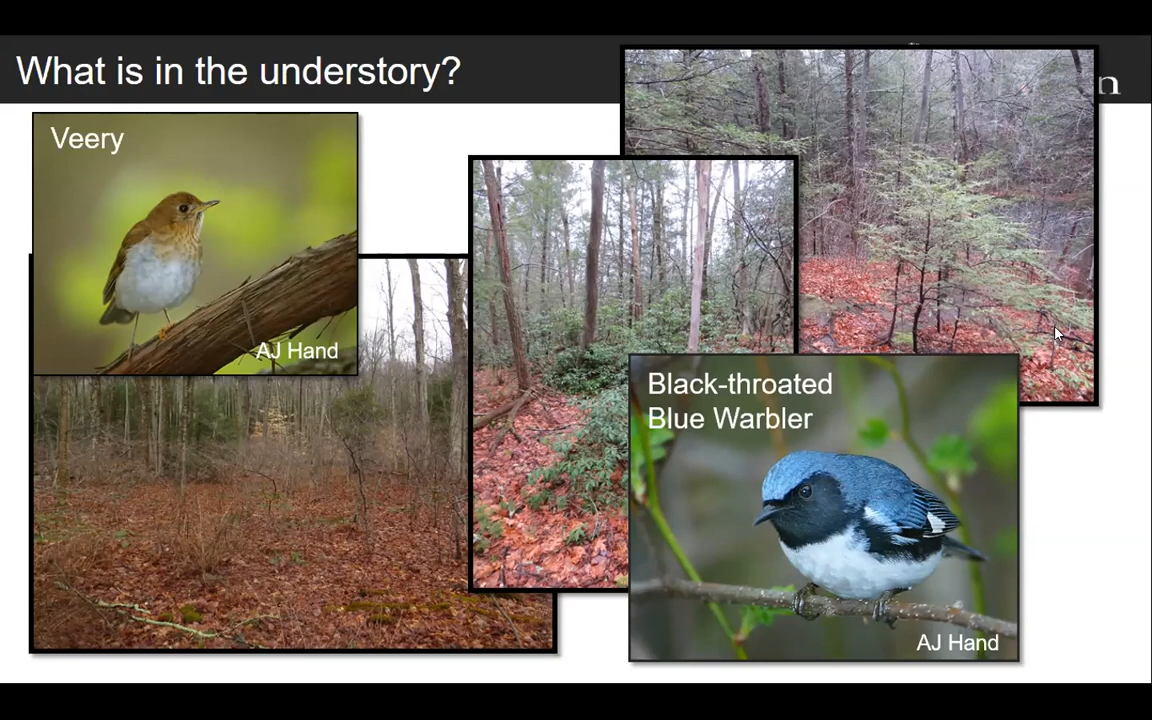 What is in the understory?
n
Veery
AJ Hand
Black-throated
Blue Warbler
AJ Hand